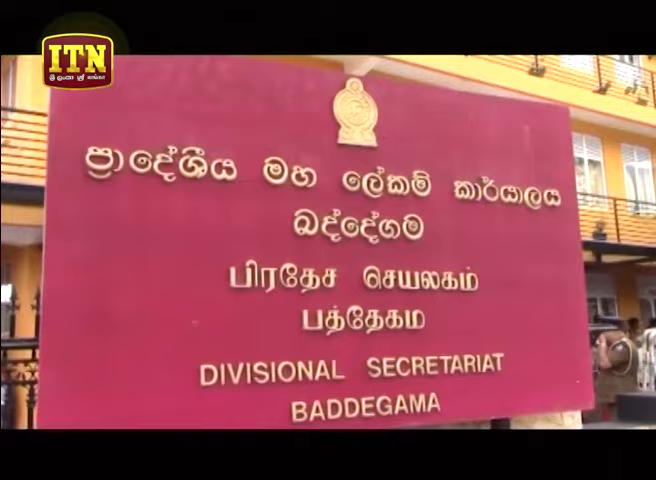 ITN
ප්‍රාදේශීය මහ ලේකම් කාර්යාලය
බද්දේගම
பிரதேச செயலகம்
பத்தேகம
DIVISIONAL SECRETARIAT
BADDEGAMA